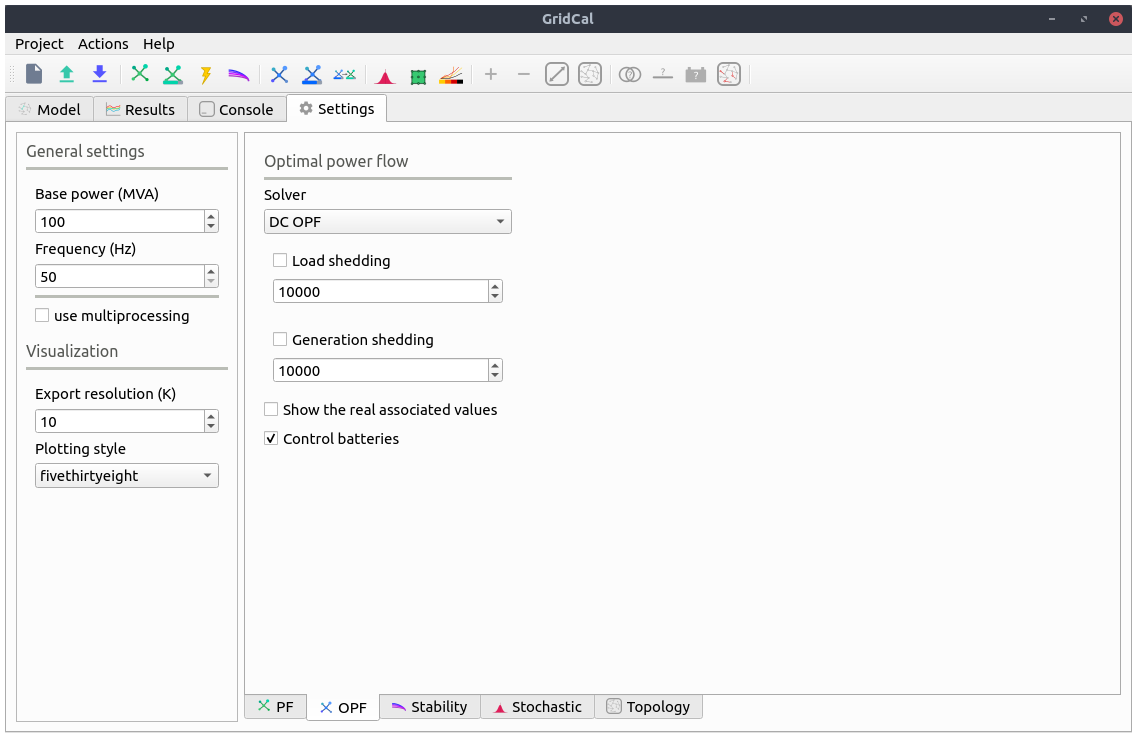 GridCal
Project Actions Help
Model Results Console Settings
General settings
Base power (MVA)
100
Frequency (Hz)
50
use multiprocessing
Visualization
Export resolution (K)
10
Plotting style
fivethirtyeight
Optimal power flow
Solver
DC OPF
Load shedding
10000
Generation shedding
10000
Show the real associated values
Control batteries
PF OPF Stability Stochastic Topology